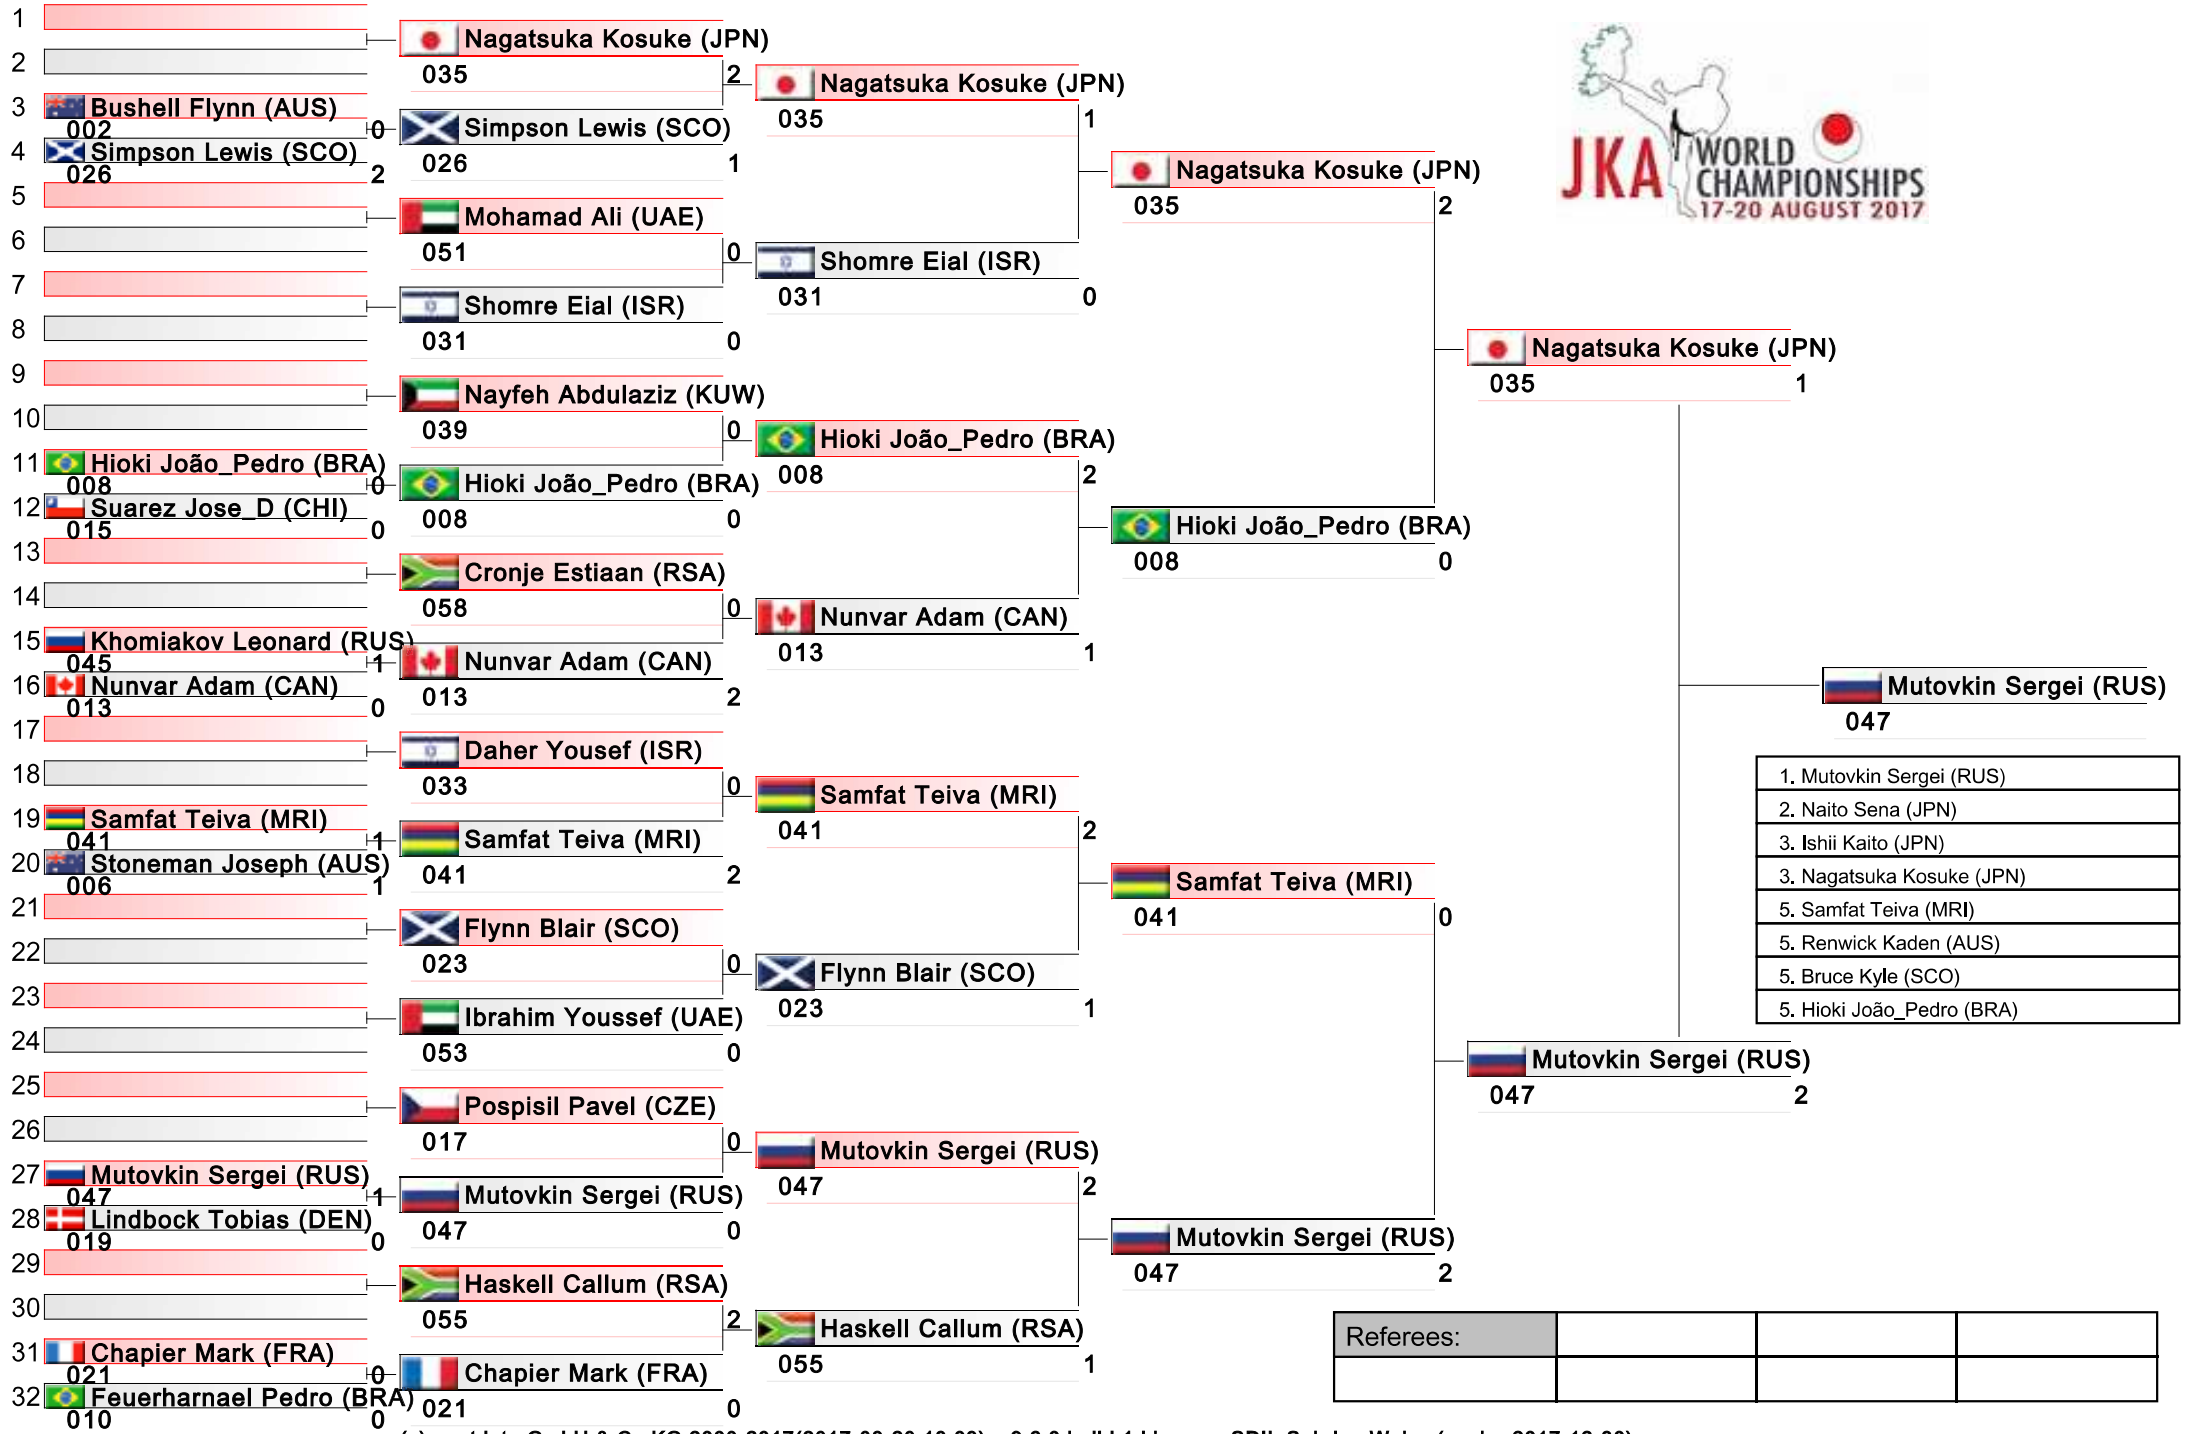 1
2
3 Bushell Flynn (AUS)
002 0
4 Simpson Lewis (SCO)
026 2
5
6
7
8
9
10
11 Hioki João_Pedro (BRA)
008 0
12 Suarez Jose_D (CHI)
015 0
13
14
15 Khomiakov Leonard (RUS)
045 1
16 Nunvar Adam (CAN)
013 0
17
18
19 Samfat Teiva (MRI)
041 1
20 Stoneman Joseph (AUS)
006 1
21
22
23
24
25
26
27 Mutovkin Sergei (RUS)
047 1
28 Lindbock Tobias (DEN)
019 0
29
30
31 Chapier Mark (FRA)
021 0
32 Feuerharnael Pedro (BRA)
010 0
Nagatsuka Kosuke (JPN)
035 2
Simpson Lewis (SCO)
026 1
Mohamad Ali (UAE)
051 0
Shomre Eial (ISR)
031 0
Nayfeh Abdulaziz (KUW)
039 0
Hioki João_Pedro (BRA)
008 0
Cronje Estiaan (RSA)
058 0
Nunvar Adam (CAN)
013 2
Daher Yousef (ISR)
033 0
Samfat Teiva (MRI)
041 2
Flynn Blair (SCO)
023 0
Ibrahim Youssef (UAE)
053 0
Pospisil Pavel (CZE)
017 0
Mutovkin Sergei (RUS)
047 0
Haskell Callum (RSA)
055 2
Chapier Mark (FRA)
021 0
Nagatsuka Kosuke (JPN)
035 1
Shomre Eial (ISR)
031 0
Hioki João_Pedro (BRA)
008 2
Nunvar Adam (CAN)
013 1
Samfat Teiva (MRI)
041 2
Flynn Blair (SCO)
023 1
Mutovkin Sergei (RUS)
047 2
Haskell Callum (RSA)
055 1
Nagatsuka Kosuke (JPN)
035 2
Hioki João_Pedro (BRA)
008 0
Samfat Teiva (MRI)
041 0
Mutovkin Sergei (RUS)
047 2
Nagatsuka Kosuke (JPN)
035 1
Mutovkin Sergei (RUS)
047 2
Mutovkin Sergei (RUS)
047
JKA WORLD
CHAMPIONSHIPS
17-20 AUGUST 2017
1. Mutovkin Sergei (RUS)
2. Naito Sena (JPN)
3. Ishii Kaito (JPN)
3. Nagatsuka Kosuke (JPN)
5. Samfat Teiva (MRI)
5. Renwick Kaden (AUS)
5. Bruce Kyle (SCO)
5. Hioki João_Pedro (BRA)
Referees: